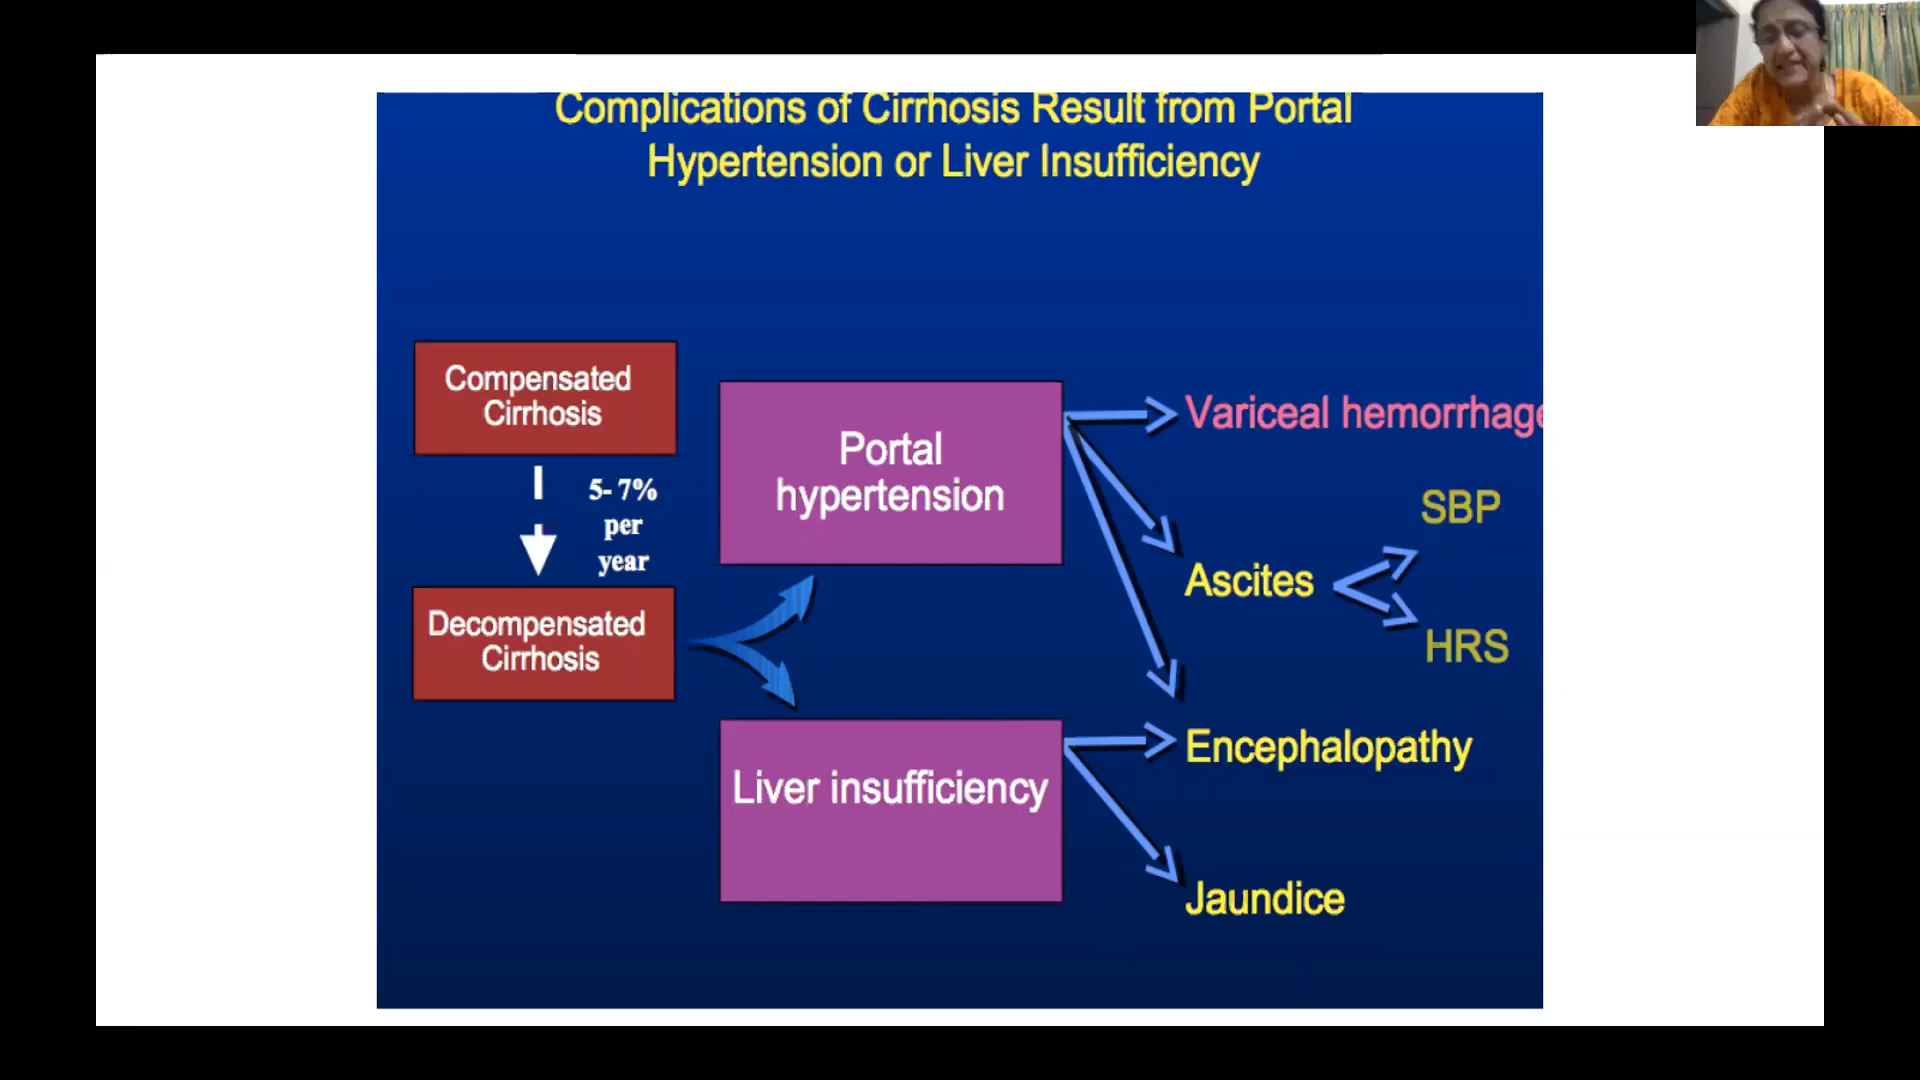 Complications of Cirrhosis Result from Portal
Hypertension or Liver Insufficiency
Compensated
Cirrhosis
5- 7%
per
year
Decompensated
Cirrhosis
Portal
hypertension
Liver insufficiency
Variceal hemorrhage
Ascites
SBP
HRS
Encephalopathy
Jaundice